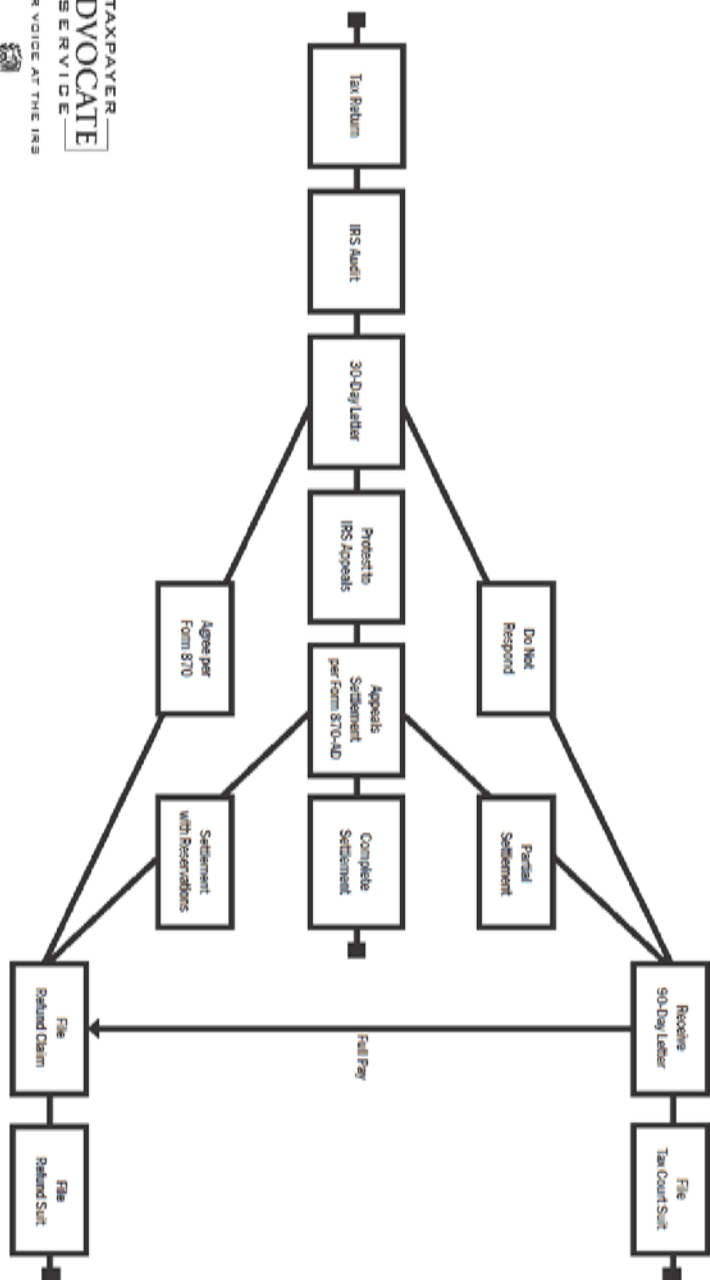 Receive
90-Day Letter
File
Tax Court Suit
Do Not
Respond
Partial
Settlement
Tax Return
IRS Audit
30-Day Letter
Protest to
IRS Appeals
Appeals
Settlement
per Form 870-AD
Complete
Settlement
Full Pay
Agree per
Form 870
Settlement
with Reservations
File
Refund Claim
File
Refund Suit
TAXPAYER
DVOCATE
SERVICE
R VOICE AT THE IRS